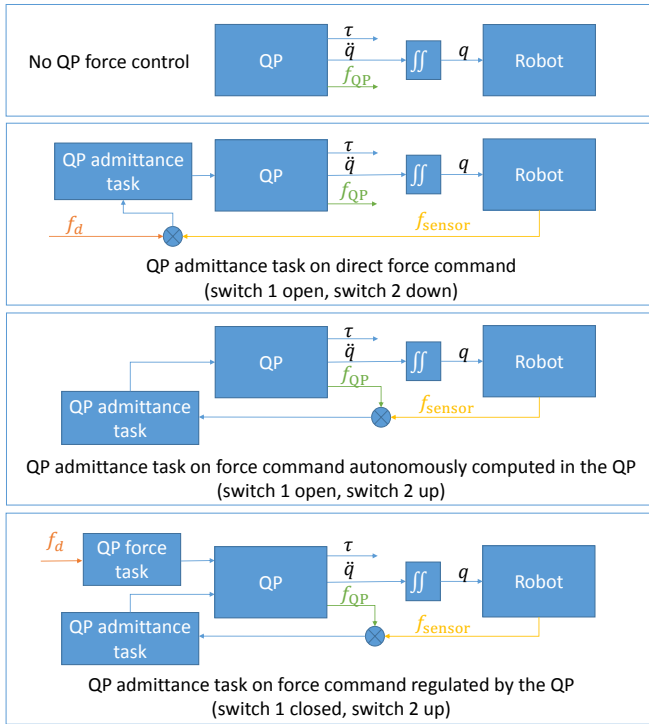 No QP force control
QP
τ
q̈
f_QP
∬
q
Robot
QP admittance
task
QP
τ
q̈
f_QP
∬
q
Robot
f_d
f_sensor
QP admittance task on direct force command
(switch 1 open, switch 2 down)
QP
τ
q̈
f_QP
∬
q
Robot
QP admittance
task
f_sensor
QP admittance task on force command autonomously computed in the QP
(switch 1 open, switch 2 up)
f_d
QP force
task
QP
τ
q̈
f_QP
∬
q
Robot
QP admittance
task
f_sensor
QP admittance task on force command regulated by the QP
(switch 1 closed, switch 2 up)